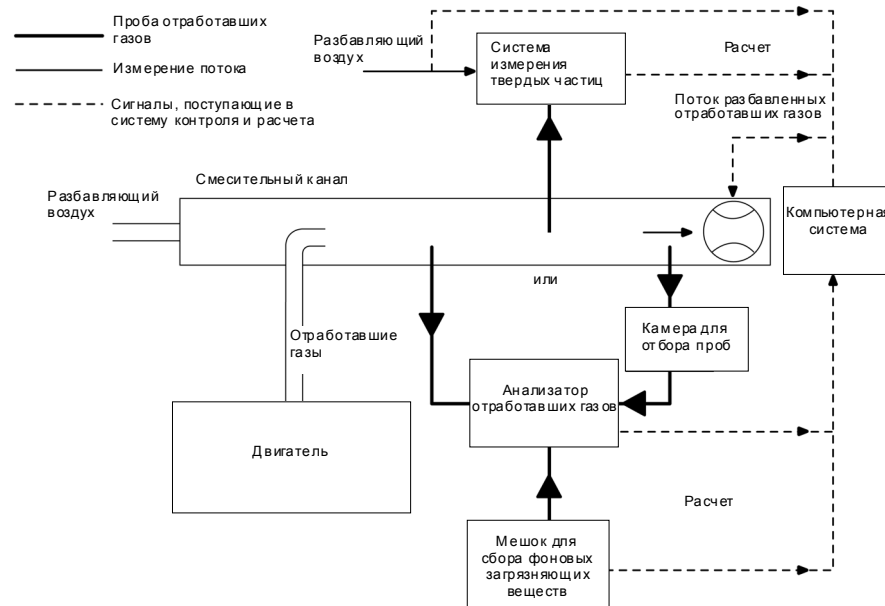 Проба отработавших
газов
Измерение потока
Сигналы, поступающие в
систему контроля и расчета
Разбавляющий
воздух
Система
измерения
твердых частиц
Расчет
Поток разбавленных
отработавших газов
Разбавляющий
воздух
Смесительный канал
Компьютерная
система
или
Отработавшие
газы
Камера для
отбора проб
Анализатор
отработавших газов
Двигатель
Расчет
Мешок для
сбора фоновых
загрязняющих
веществ